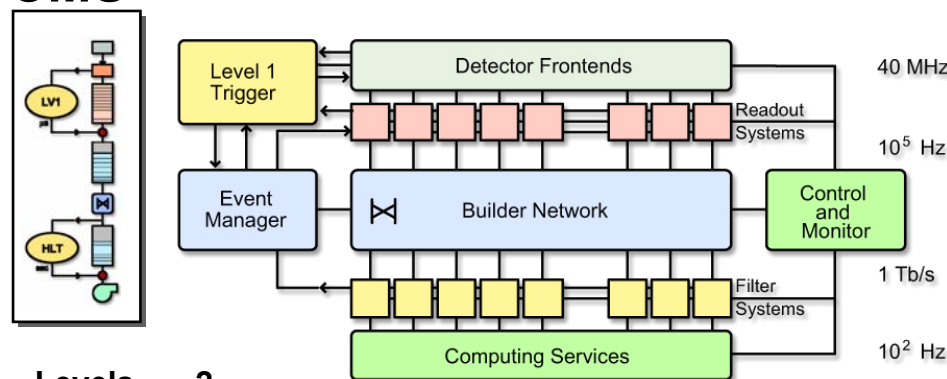 LV1
HLT
Level 1
Trigger
Detector Frontends
40 MHz
Readout
Systems
10⁵ Hz
Event
Manager
Builder Network
Control
and
Monitor
1 Tb/s
Filter
Systems
Computing Services
10² Hz